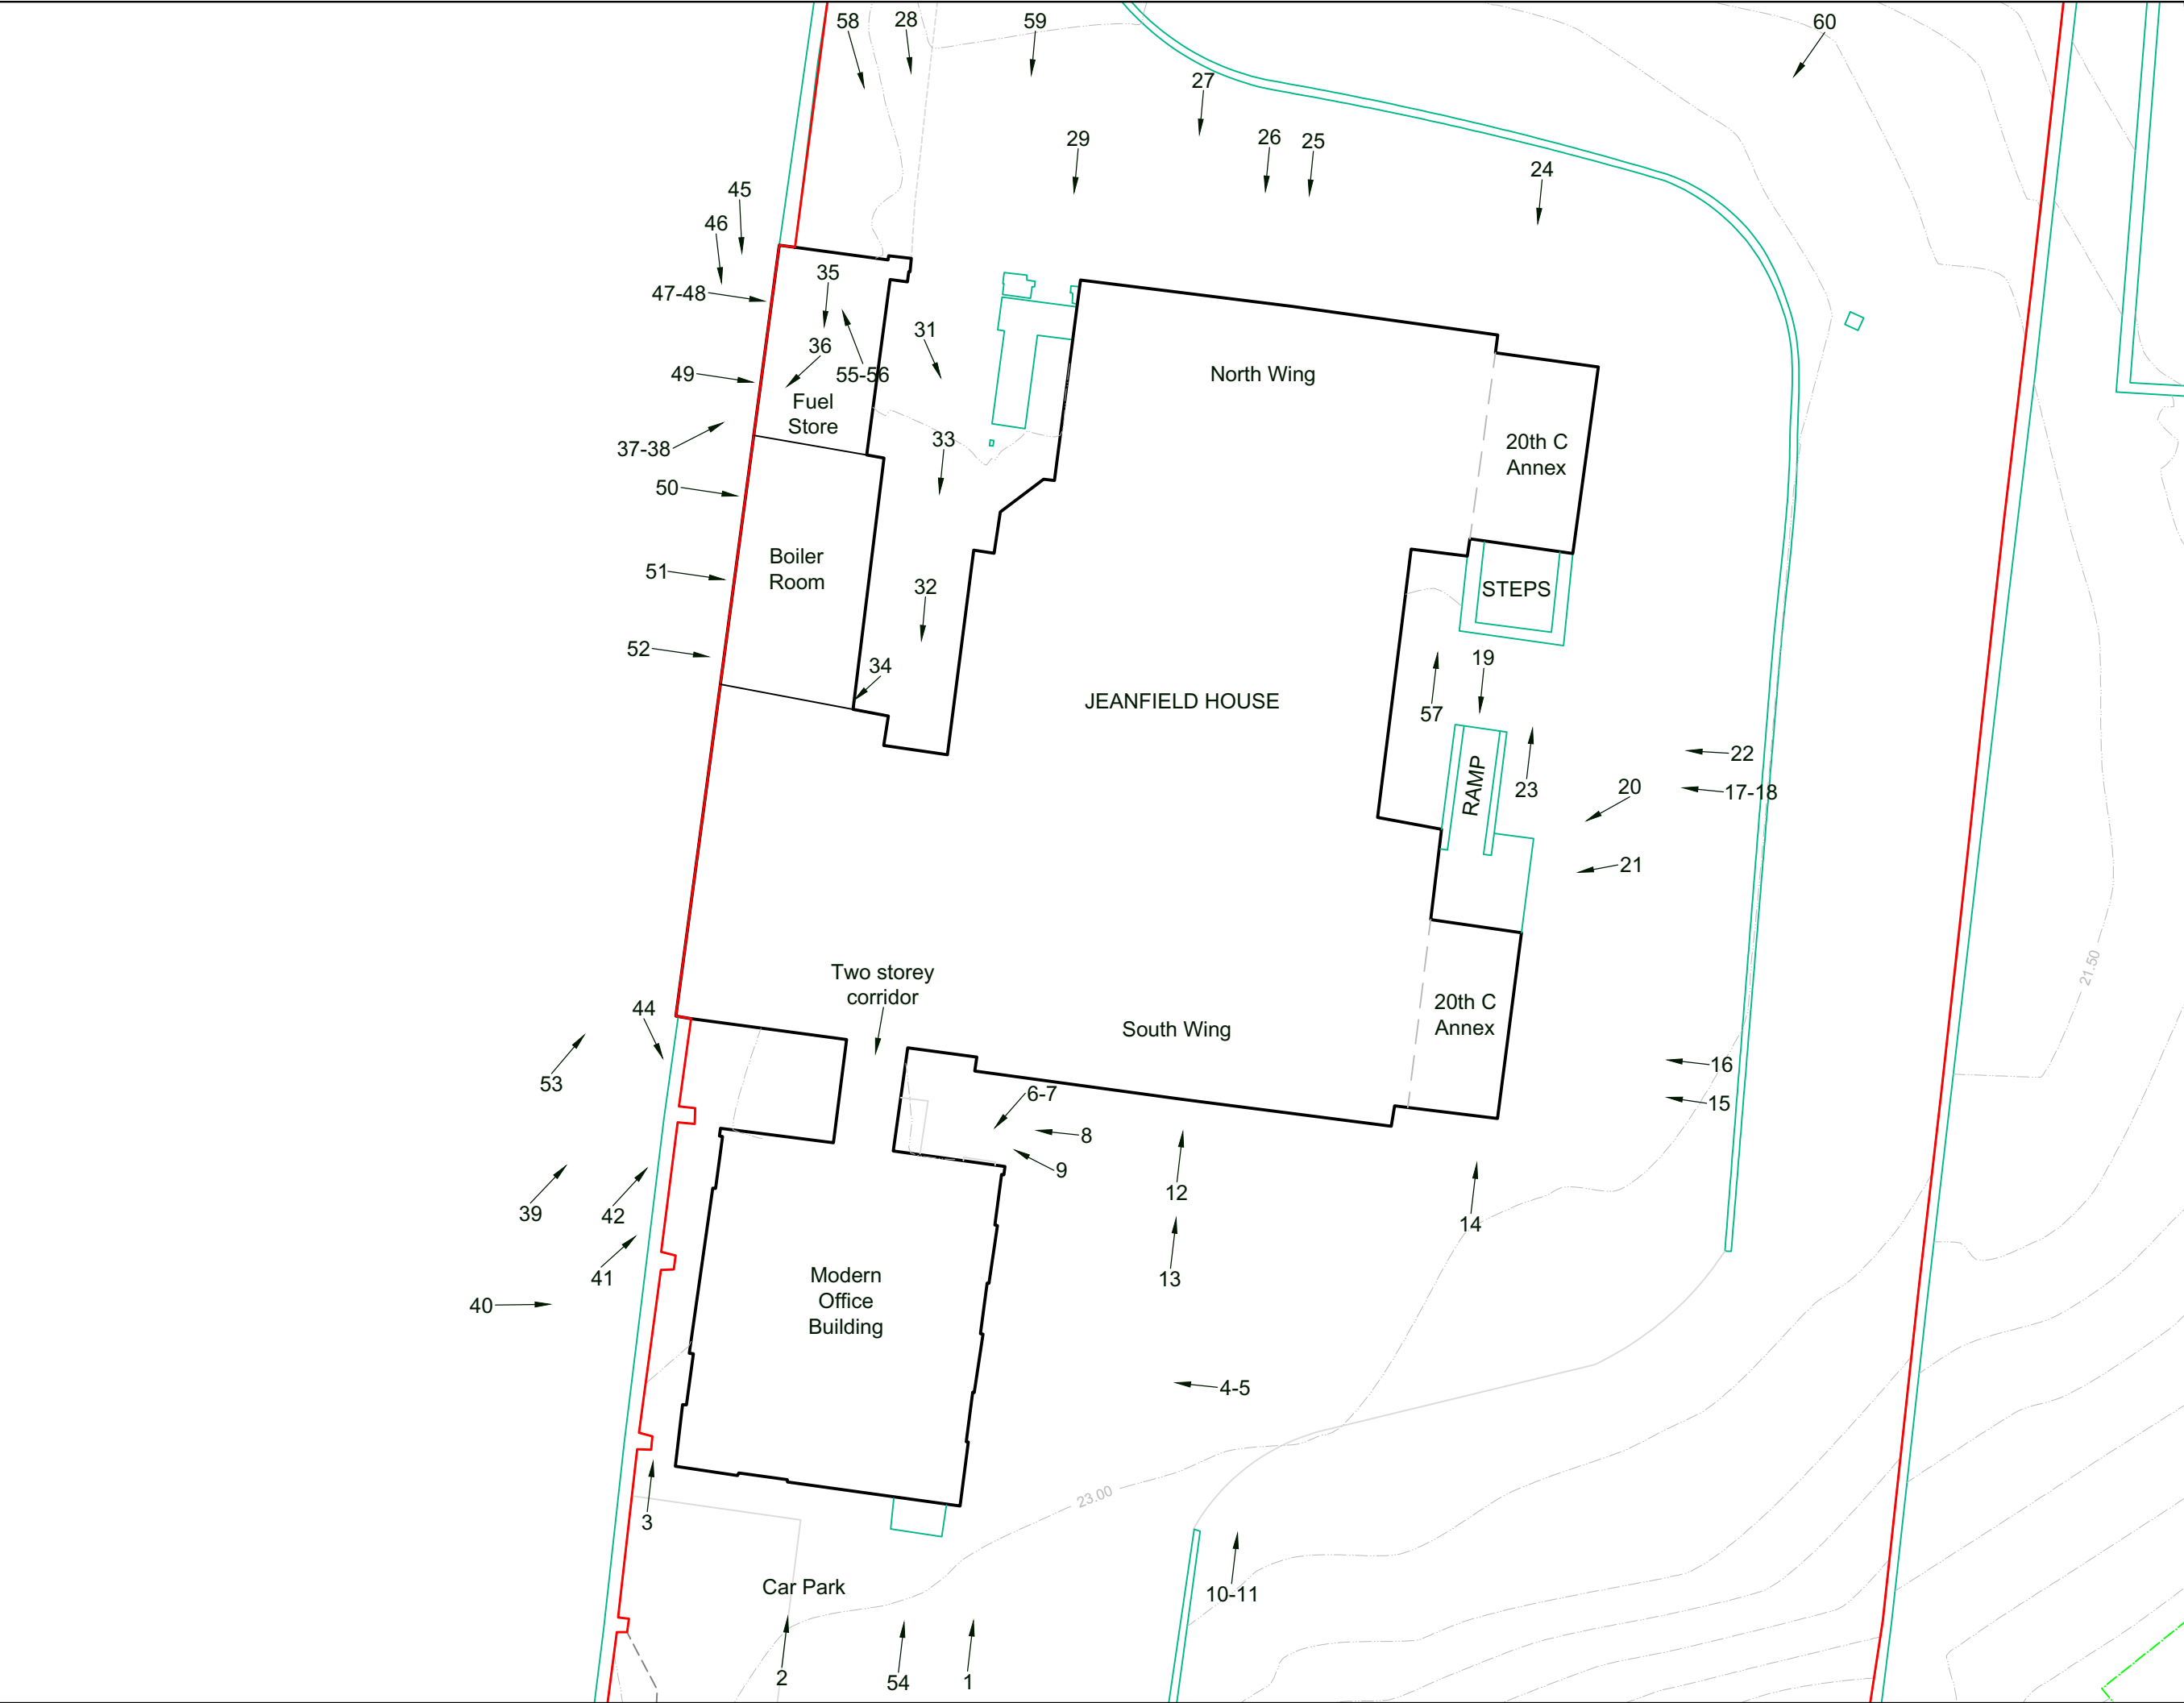 58
28
59
60
27
29
26
25
24
45
46
35
47-48
31
36
49
55-56
North Wing
Fuel
Store
37-38
33
20th C
Annex
50
Boiler
Room
51
32
STEPS
52
34
19
JEANFIELD HOUSE
57
22
RAMP
23
20
17-18
21
Two storey
corridor
21.50
44
South Wing
20th C
Annex
53
16
6-7
15
8
9
39
42
12
14
41
13
Modern
Office
Building
40
4-5
23.00
3
Car Park
10-11
2
54
1